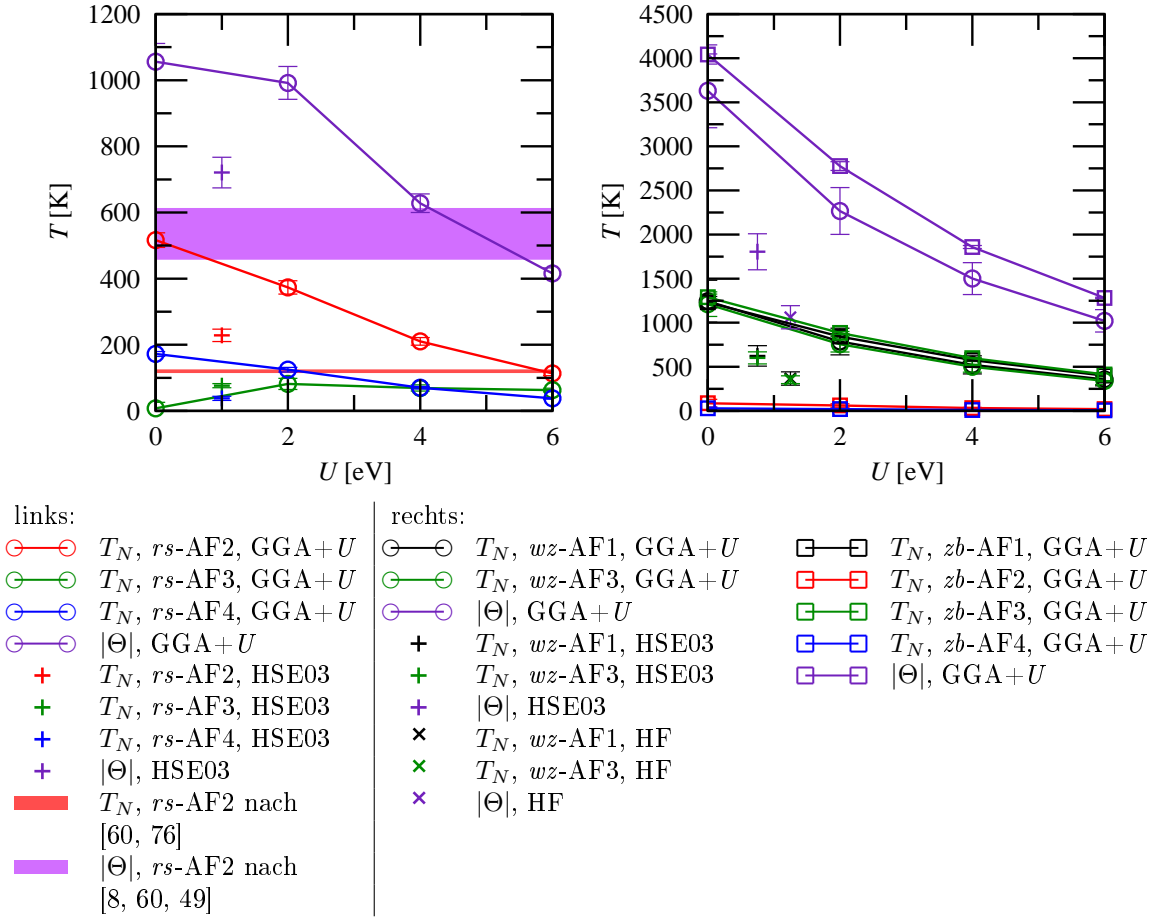 1200
1000
800
600
400
200
0
T [K]
0 2 4 6
U [eV]
4500
4000
3500
3000
2500
2000
1500
1000
500
0
T [K]
0 2 4 6
U [eV]
links:
T_N, rs-AF2, GGA+U
T_N, rs-AF3, GGA+U
T_N, rs-AF4, GGA+U
|Θ|, GGA+U
T_N, rs-AF2, HSE03
T_N, rs-AF3, HSE03
T_N, rs-AF4, HSE03
|Θ|, HSE03
T_N, rs-AF2 nach
[60, 76]
|Θ|, rs-AF2 nach
[8, 60, 49]
rechts:
T_N, wz-AF1, GGA+U
T_N, wz-AF3, GGA+U
|Θ|, GGA+U
T_N, wz-AF1, HSE03
T_N, wz-AF3, HSE03
|Θ|, HSE03
T_N, wz-AF1, HF
T_N, wz-AF3, HF
|Θ|, HF
T_N, zb-AF1, GGA+U
T_N, zb-AF2, GGA+U
T_N, zb-AF3, GGA+U
T_N, zb-AF4, GGA+U
|Θ|, GGA+U